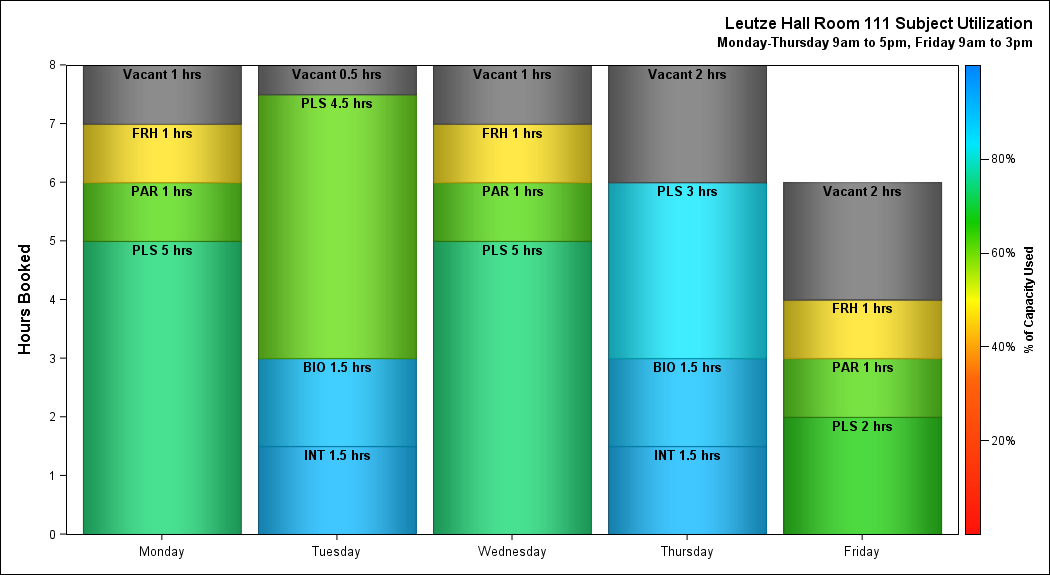 Leutze Hall Room 111 Subject Utilization
Monday-Thursday 9am to 5pm, Friday 9am to 3pm
Hours Booked
8
7
6
5
4
3
2
1
0
Vacant 1 hrs
FRH 1 hrs
PAR 1 hrs
PLS 5 hrs
Monday
Vacant 0.5 hrs
PLS 4.5 hrs
BIO 1.5 hrs
INT 1.5 hrs
Tuesday
Vacant 1 hrs
FRH 1 hrs
PAR 1 hrs
PLS 5 hrs
Wednesday
Vacant 2 hrs
PLS 3 hrs
BIO 1.5 hrs
INT 1.5 hrs
Thursday
Vacant 2 hrs
FRH 1 hrs
PAR 1 hrs
PLS 2 hrs
Friday
80%
60%
40%
20%
% of Capacity Used